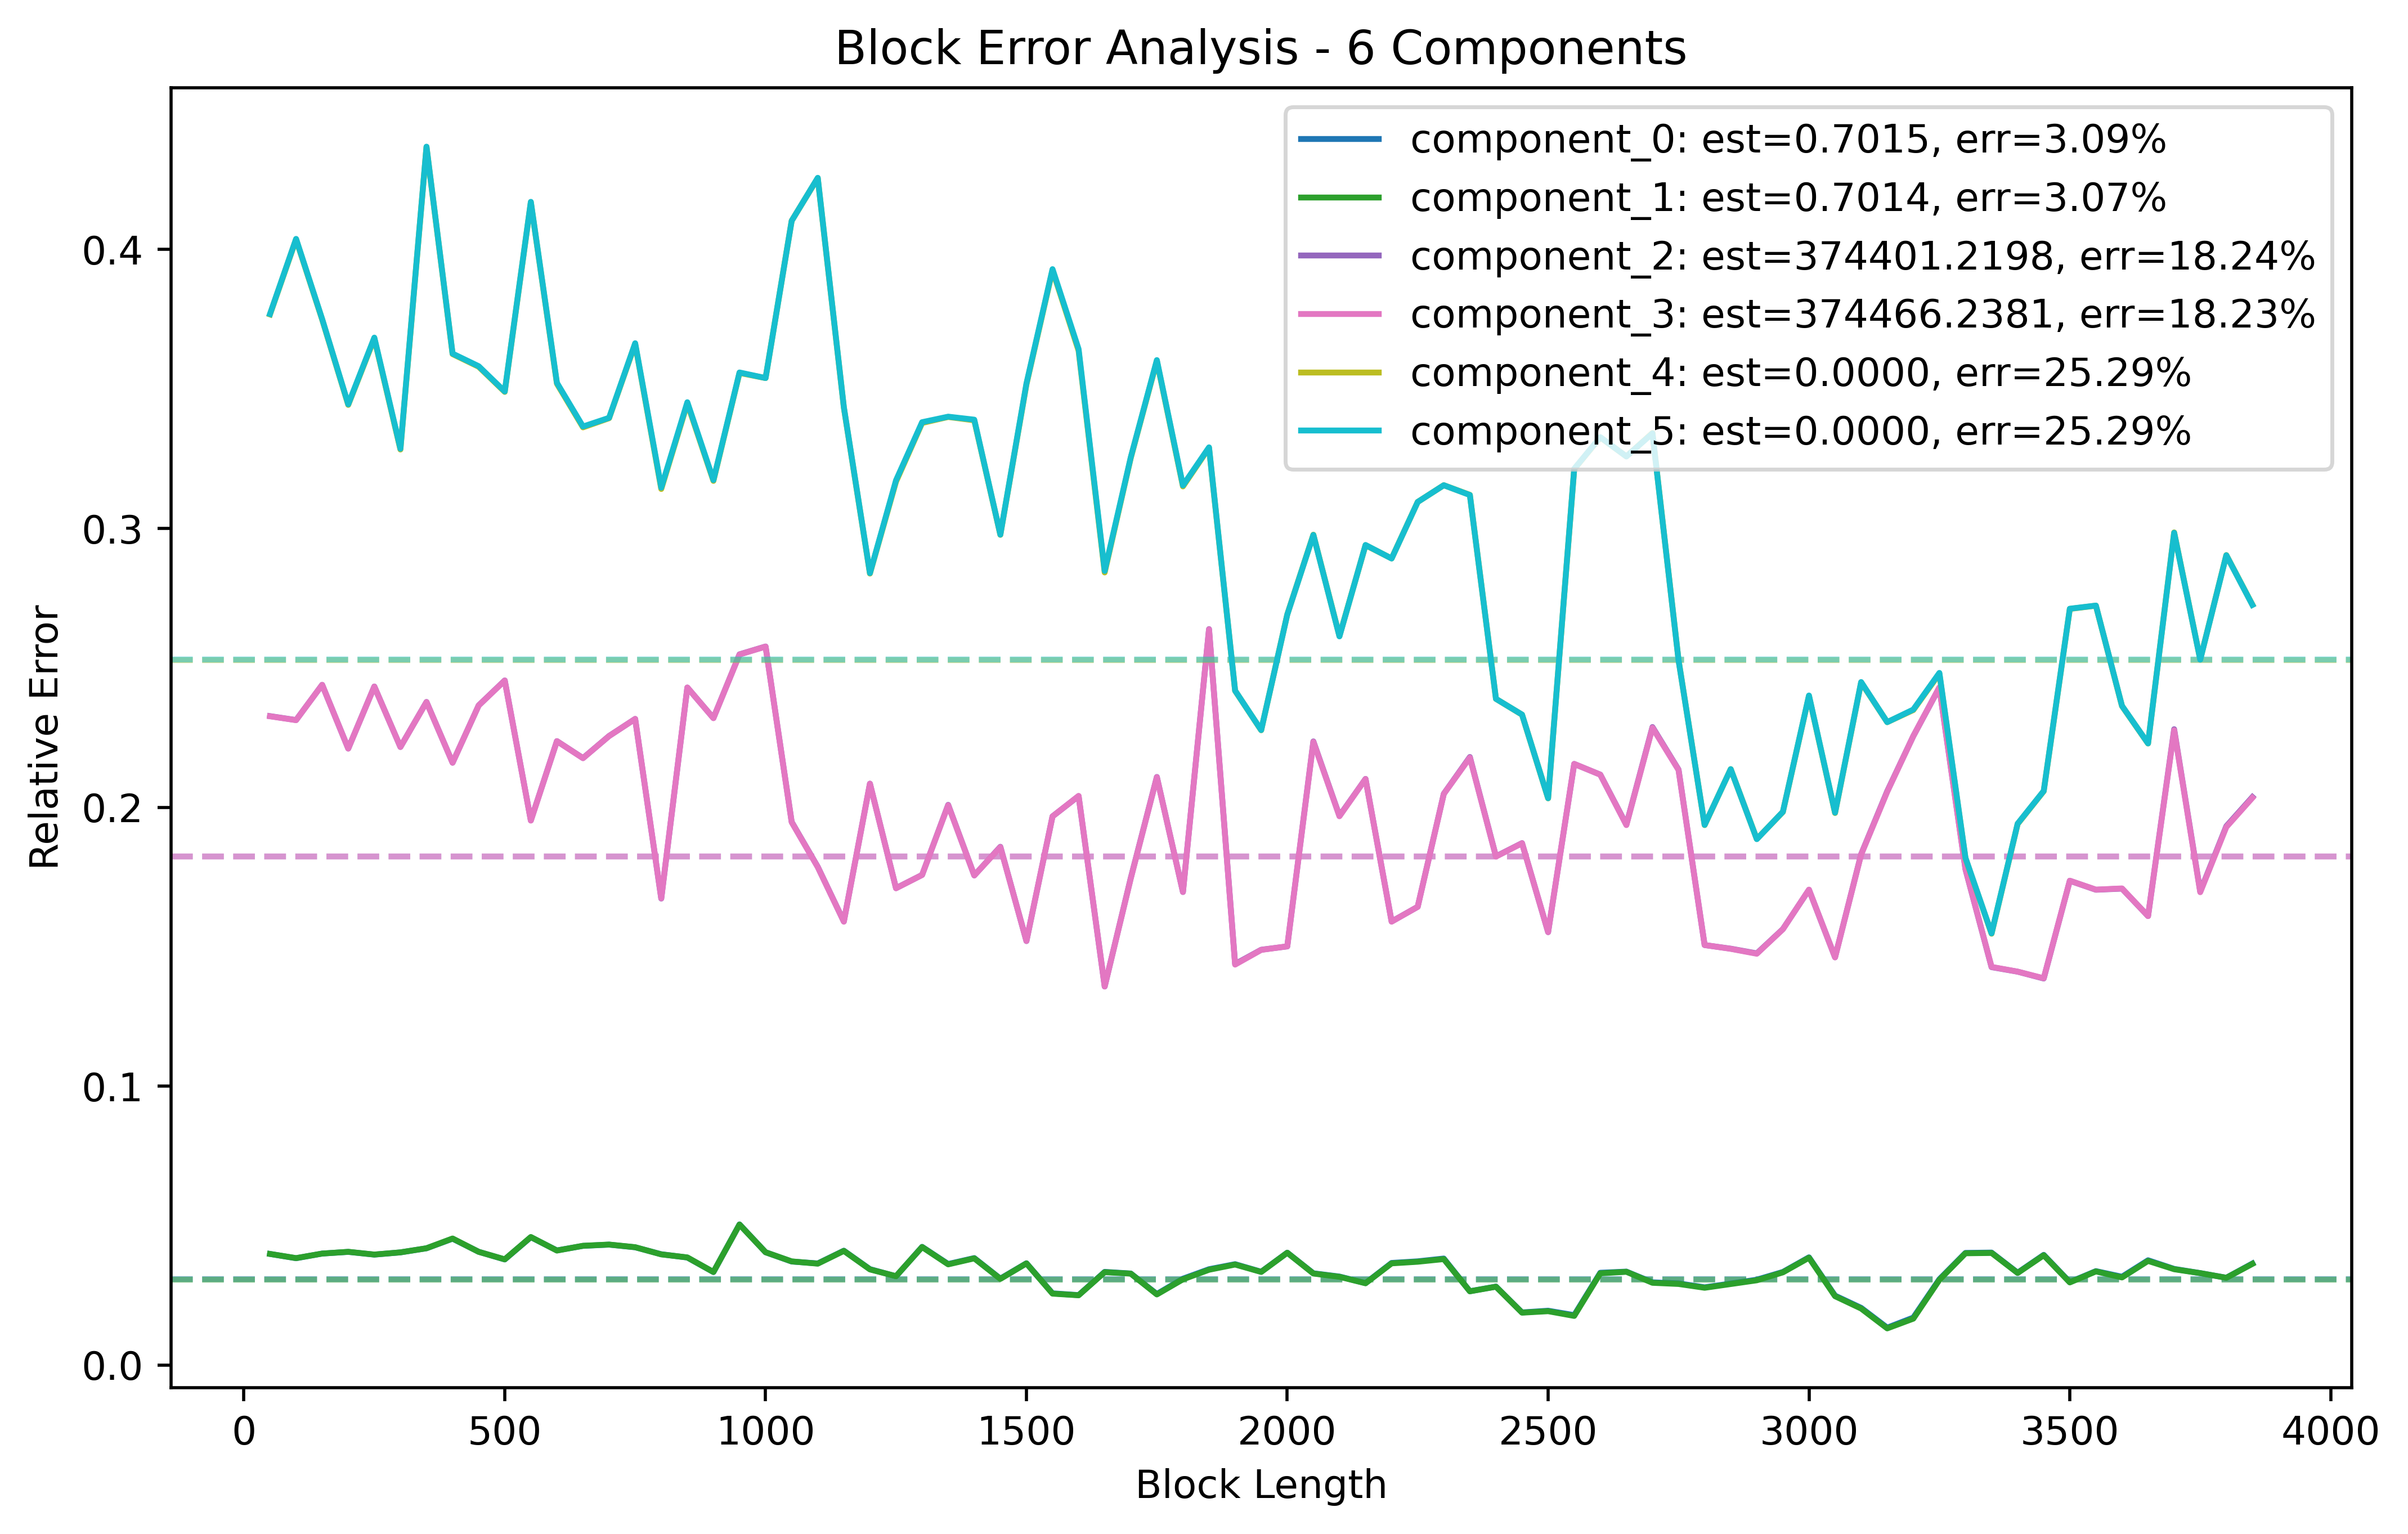 Block Error Analysis - 6 Components
component_0: est=0.7015, err=3.09%
component_1: est=0.7014, err=3.07%
component_2: est=374401.2198, err=18.24%
component_3: est=374466.2381, err=18.23%
component_4: est=0.0000, err=25.29%
component_5: est=0.0000, err=25.29%
Relative Error
0.4
0.3
0.2
0.1
0.0
0 500 1000 1500 2000 2500 3000 3500 4000
Block Length